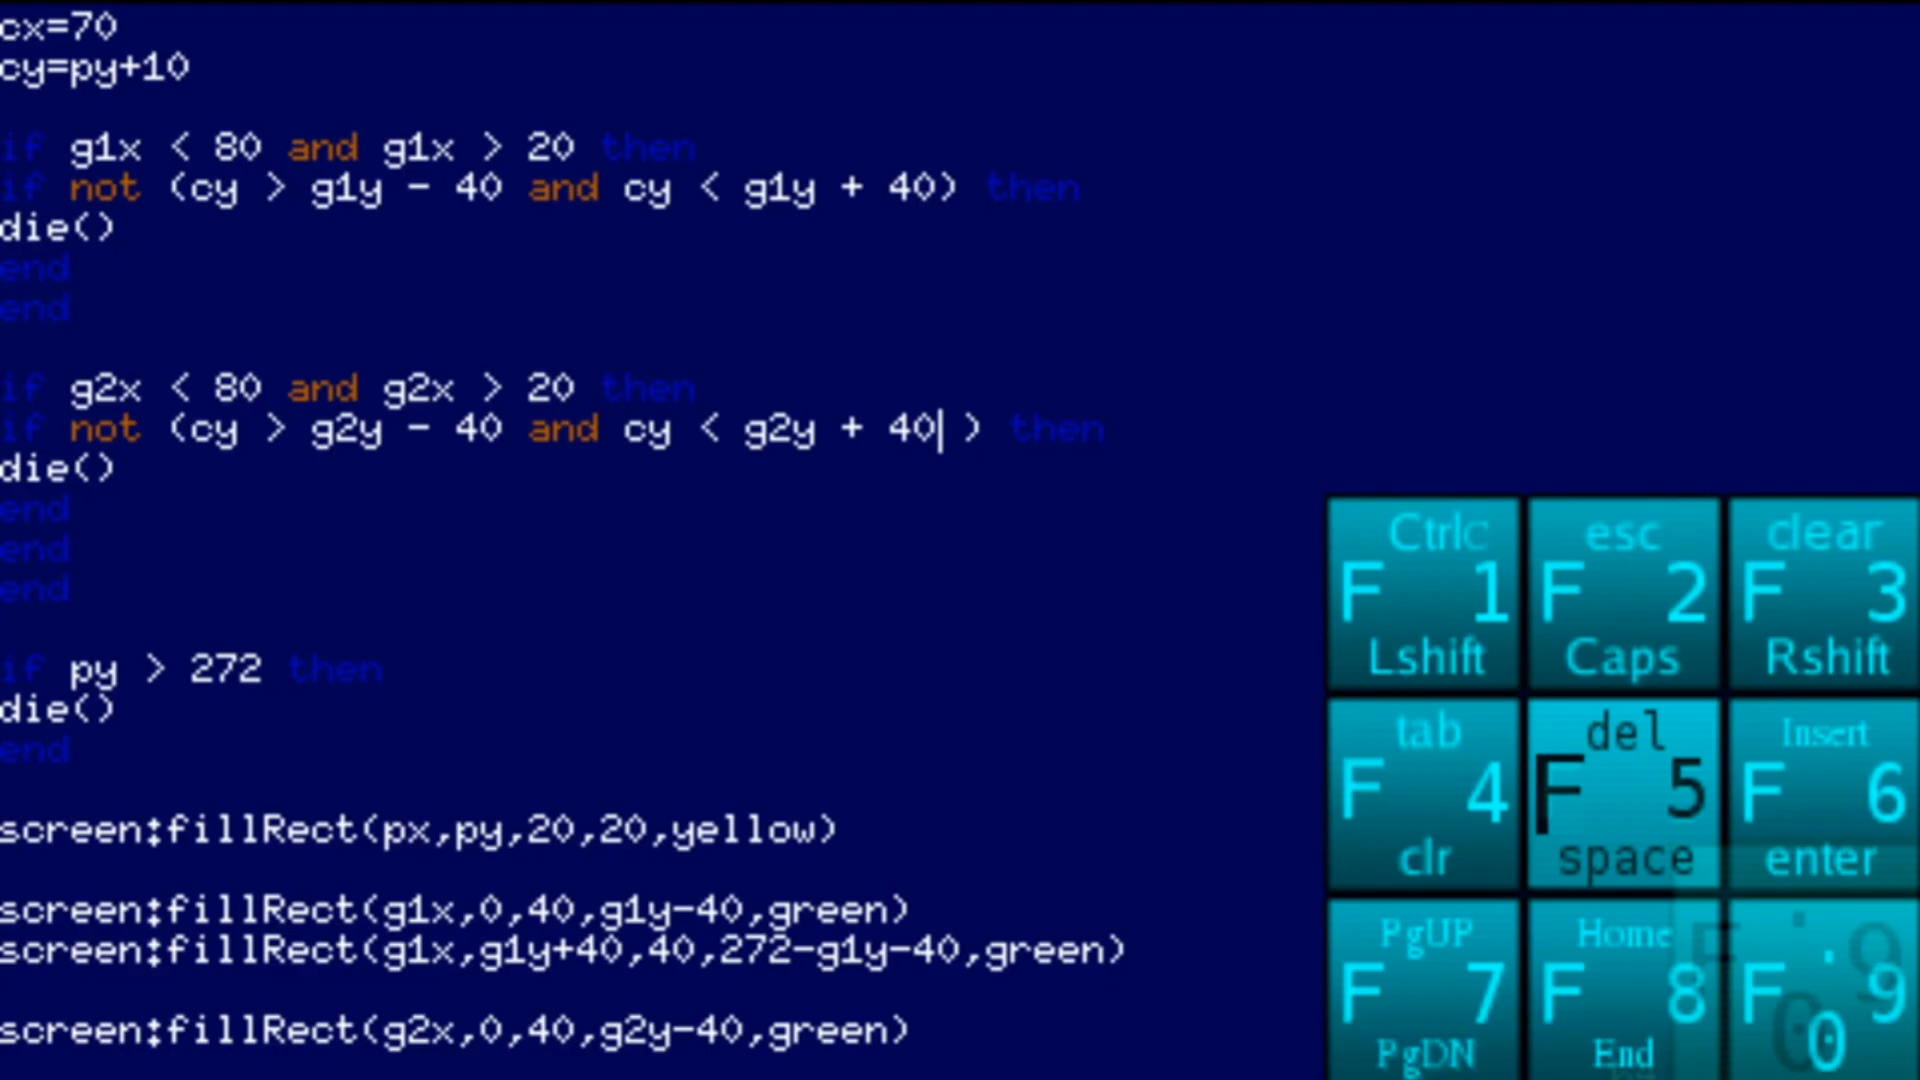 cx=70
cy=py+10
if g1x < 80 and g1x > 20 then
if not (cy > g1y - 40 and cy < g1y + 40) then
die()
end
end
if g2x < 80 and g2x > 20 then
if not (cy > g2y - 40 and cy < g2y + 40 ) then
die()
end
end
end
if py > 272 then
die()
end
screen:fillRect(px,py,20,20,yellow)
screen:fillRect(g1x,0,40,g1y-40,green)
screen:fillRect(g1x,g1y+40,40,272-g1y-40,green)
screen:fillRect(g2x,0,40,g2y-40,green)
Ctrlc esc clear
F 1 F 2 F 3
Lshift Caps Rshift
tab del Insert
F 4 F 5 F 6
clr space enter
PgUP Home .
F 7 F 8 F 9
PgDN End 0